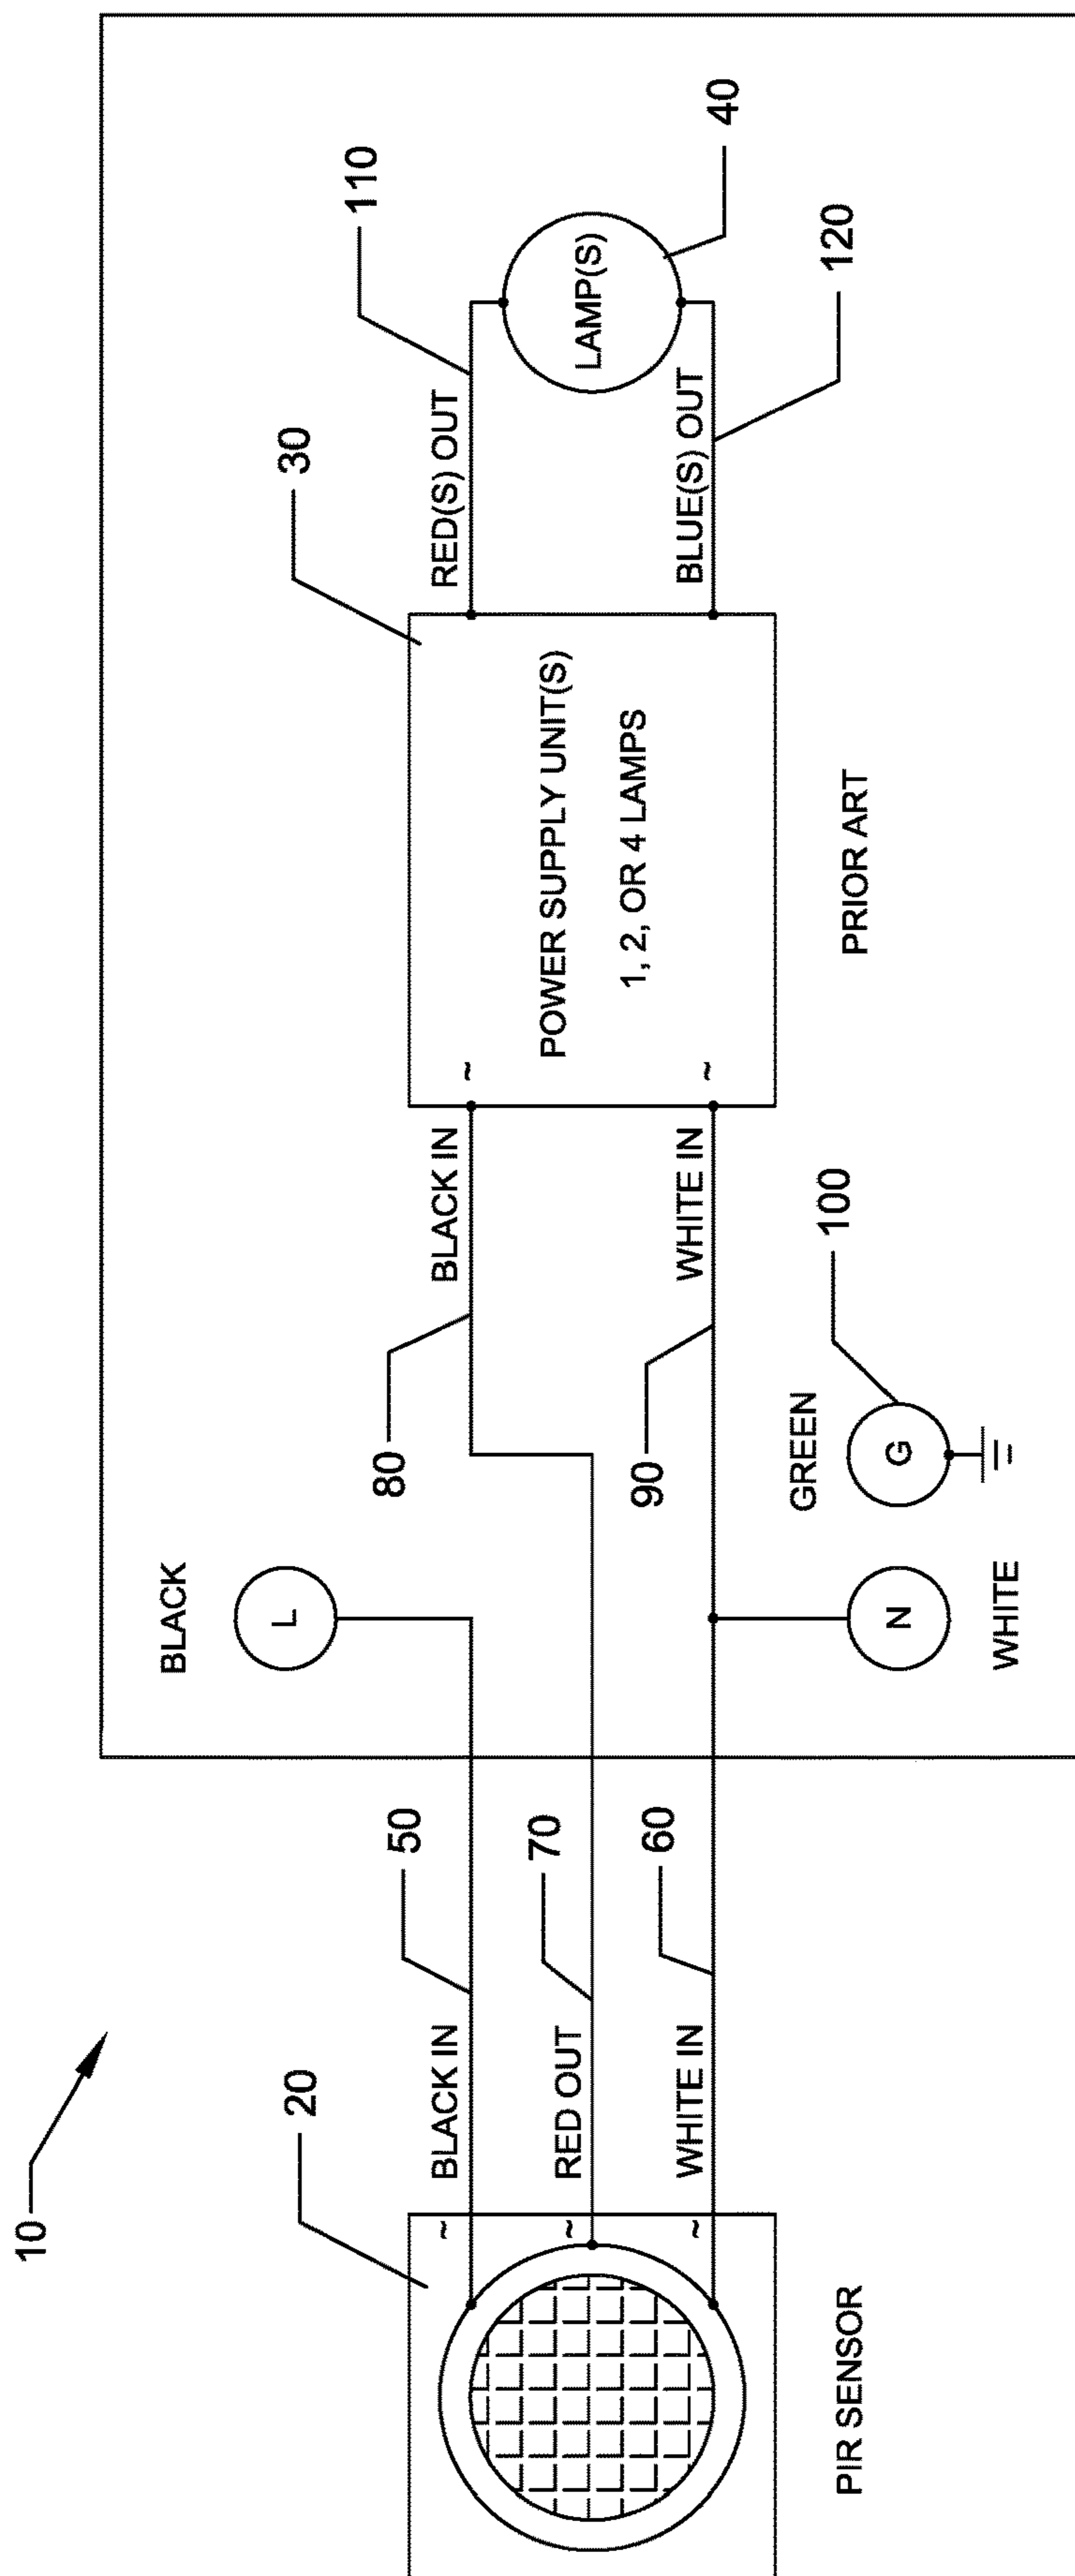 10
20
PIR SENSOR
~
~
~
BLACK IN
50
RED OUT
70
WHITE IN
60
BLACK
L
N
WHITE
GREEN
G
100
80
BLACK IN
90
WHITE IN
~
~
30
POWER SUPPLY UNIT(S)
1, 2, OR 4 LAMPS
PRIOR ART
RED(S) OUT
110
BLUE(S) OUT
120
LAMP(S)
40